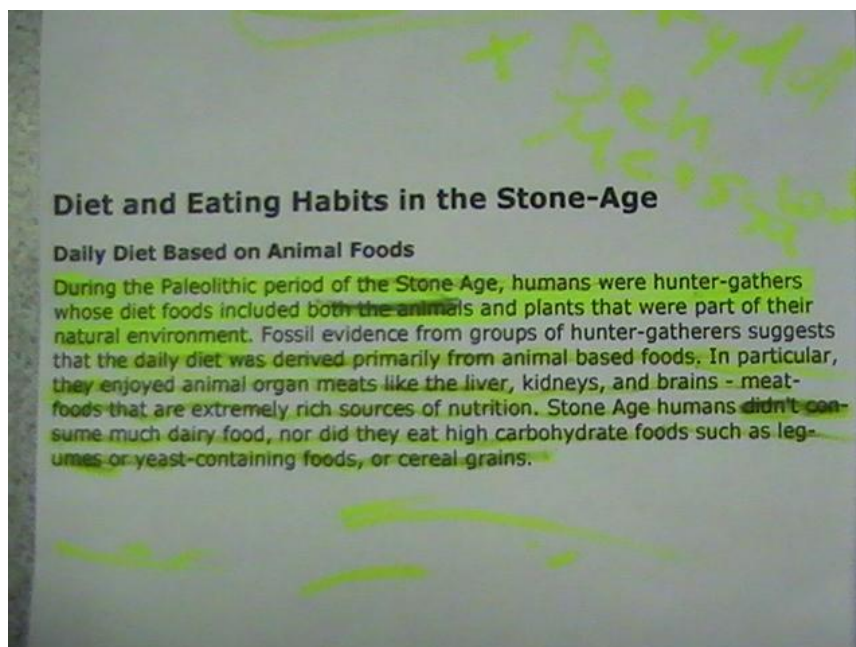 + Ben
Diet and Eating Habits in the Stone-Age
Daily Diet Based on Animal Foods
During the Paleolithic period of the Stone Age, humans were hunter-gathers
whose diet foods included both the animals and plants that were part of their
natural environment. Fossil evidence from groups of hunter-gatherers suggests
that the daily diet was derived primarily from animal based foods. In particular,
they enjoyed animal organ meats like the liver, kidneys, and brains - meat-
foods that are extremely rich sources of nutrition. Stone Age humans didn't con-
sume much dairy food, nor did they eat high carbohydrate foods such as leg-
umes or yeast-containing foods, or cereal grains.